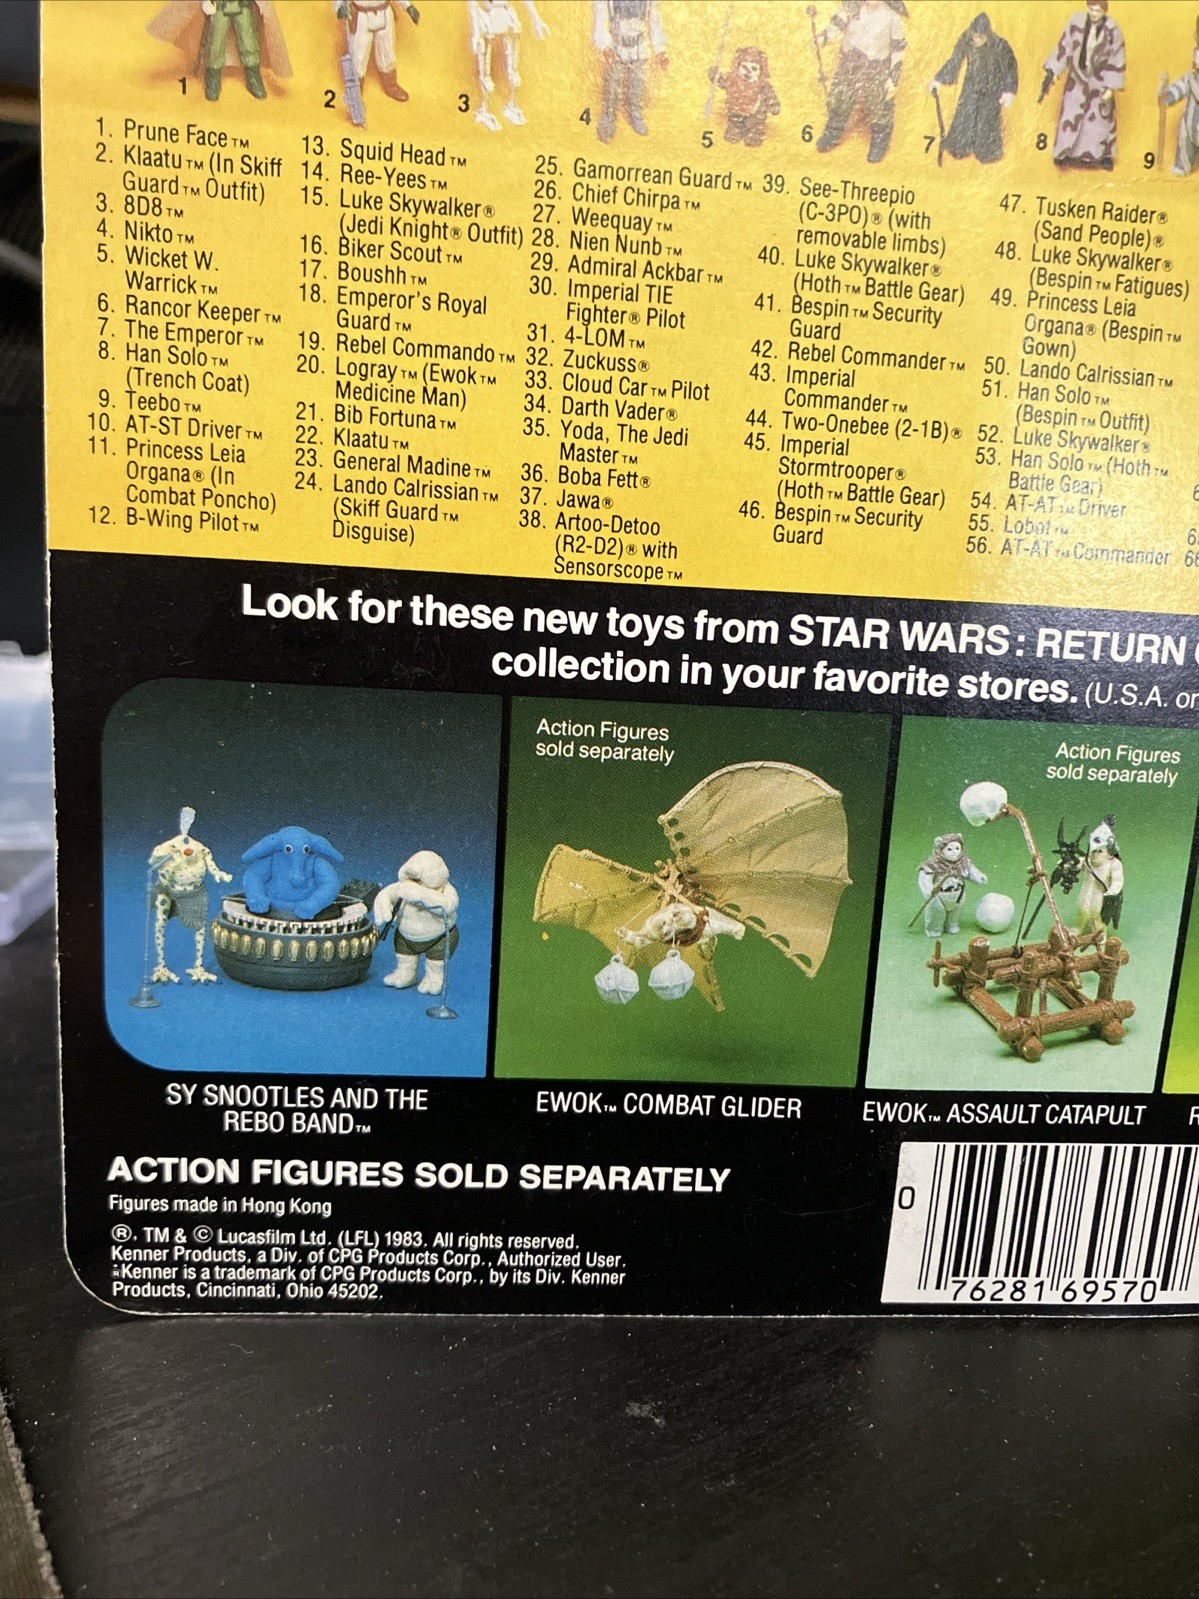 1
2
3
4
5
6
7
8
9
1. Prune Face™
2. Klaatu™ (In Skiff
Guard™ Outfit)
3. 8D8™
4. Nikto™
5. Wicket W.
Warrick™
6. Rancor Keeper™
7. The Emperor™
8. Han Solo™
(Trench Coat)
9. Teebo™
10. AT-ST Driver™
11. Princess Leia
Organa® (In
Combat Poncho)
12. B-Wing Pilot™
13. Squid Head™
14. Ree-Yees™
15. Luke Skywalker®
(Jedi Knight® Outfit)
16. Biker Scout™
17. Boushh™
18. Emperor's Royal
Guard™
19. Rebel Commando™
20. Logray™ (Ewok™
Medicine Man)
21. Bib Fortuna™
22. Klaatu™
23. General Madine™
24. Lando Calrissian™
(Skiff Guard™
Disguise)
25. Gamorrean Guard™
26. Chief Chirpa™
27. Weequay™
28. Nien Nunb™
29. Admiral Ackbar™
30. Imperial TIE
Fighter® Pilot
31. 4-LOM™
32. Zuckuss®
33. Cloud Car™ Pilot
34. Darth Vader®
35. Yoda, The Jedi
Master™
36. Boba Fett®
37. Jawa®
38. Artoo-Detoo
(R2-D2)® with
Sensorscope™
39. See-Threepio
(C-3PO)® (with
removable limbs)
40. Luke Skywalker®
(Hoth™ Battle Gear)
41. Bespin™ Security
Guard
42. Rebel Commander™
43. Imperial
Commander™
44. Two-Onebee (2-1B)®
45. Imperial
Stormtrooper®
(Hoth™ Battle Gear)
46. Bespin™ Security
Guard
47. Tusken Raider®
(Sand People)®
48. Luke Skywalker®
(Bespin™ Fatigues)
49. Princess Leia
Organa® (Bespin™
Gown)
50. Lando Calrissian™
51. Han Solo™
(Bespin™ Outfit)
52. Luke Skywalker®
53. Han Solo™ (Hoth™
Battle Gear)
54. AT-AT™ Driver
55. Lobot™
56. AT-AT™ Commander
Look for these new toys from STAR WARS: RETURN
collection in your favorite stores. (U.S.A.
Action Figures
sold separately
Action Figures
sold separately
SY SNOOTLES AND THE
REBO BAND™
EWOK™ COMBAT GLIDER
EWOK™ ASSAULT CATAPULT
ACTION FIGURES SOLD SEPARATELY
Figures made in Hong Kong
®, TM & © Lucasfilm Ltd. (LFL) 1983. All rights reserved.
Kenner Products, a Div. of CPG Products Corp., Authorized User.
Kenner is a trademark of CPG Products Corp., by its Div. Kenner
Products, Cincinnati, Ohio 45202.
0 76281 69570